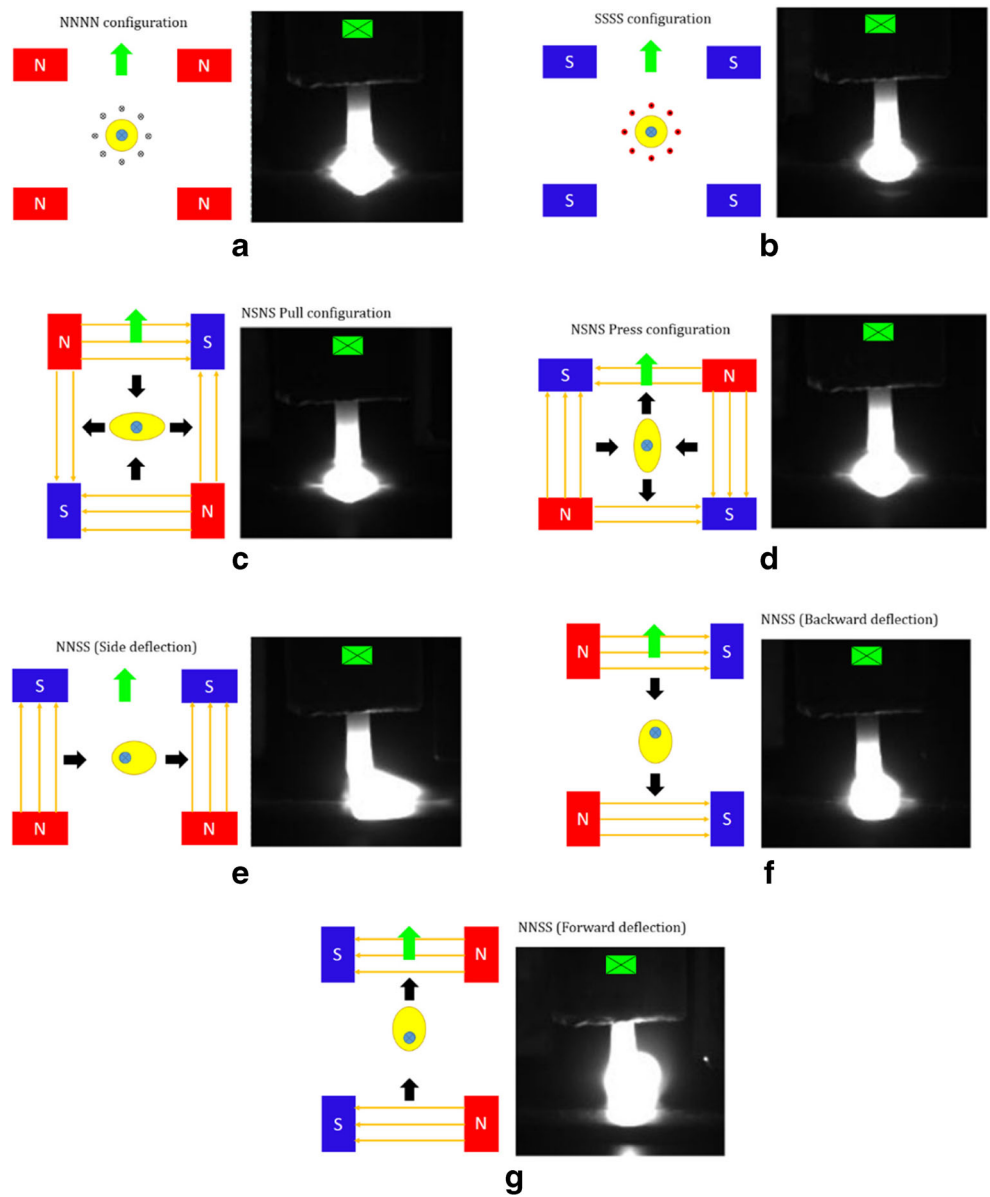 NNNN configuration
N N
N N
a
SSSS configuration
S S
S S
b
NSNS Pull configuration
N S
S N
c
NSNS Press configuration
S N
N S
d
NNSS (Side deflection)
S S
N N
e
NNSS (Backward deflection)
N S
N S
f
NNSS (Forward deflection)
S N
S N
g